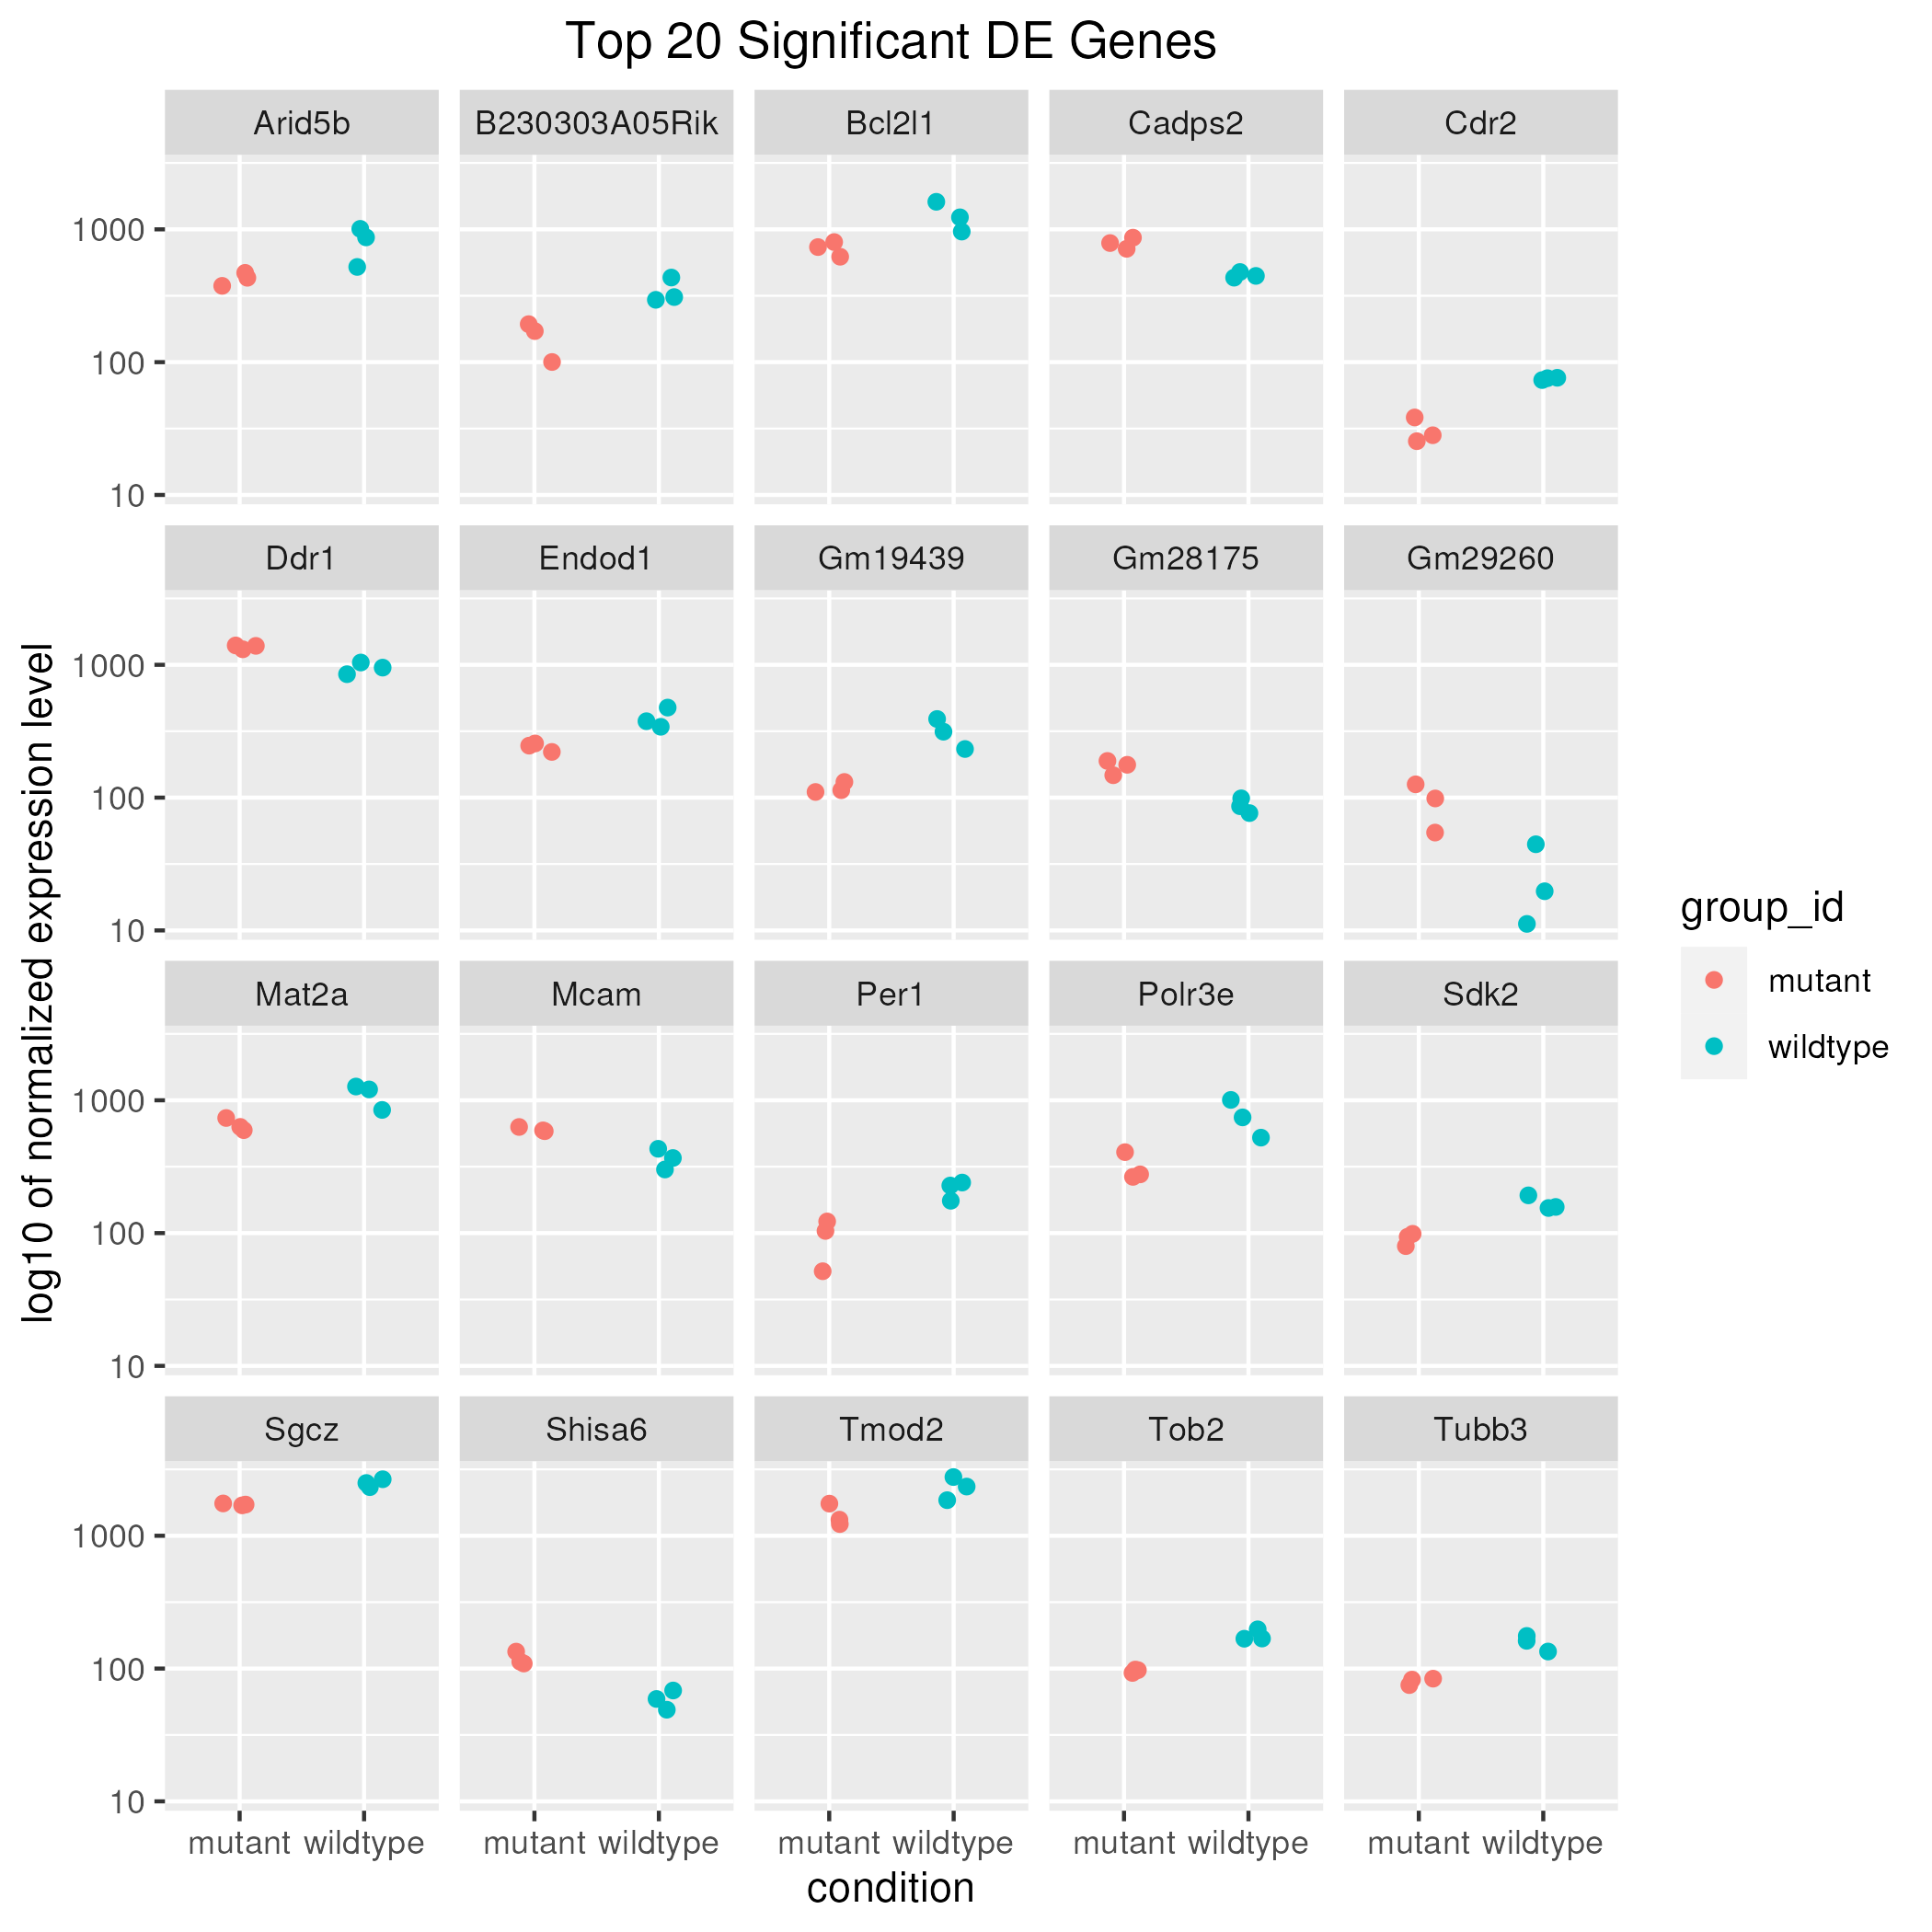 Top 20 Significant DE Genes
Arid5b B230303A05Rik Bcl2l1 Cadps2 Cdr2
1000
100
10
Ddr1 Endod1 Gm19439 Gm28175 Gm29260
1000
100
10
log10 of normalized expression level
group_id
mutant
wildtype
Mat2a Mcam Per1 Polr3e Sdk2
1000
100
10
Sgcz Shisa6 Tmod2 Tob2 Tubb3
1000
100
10
mutant wildtype mutant wildtype mutant wildtype mutant wildtype mutant wildtype
condition